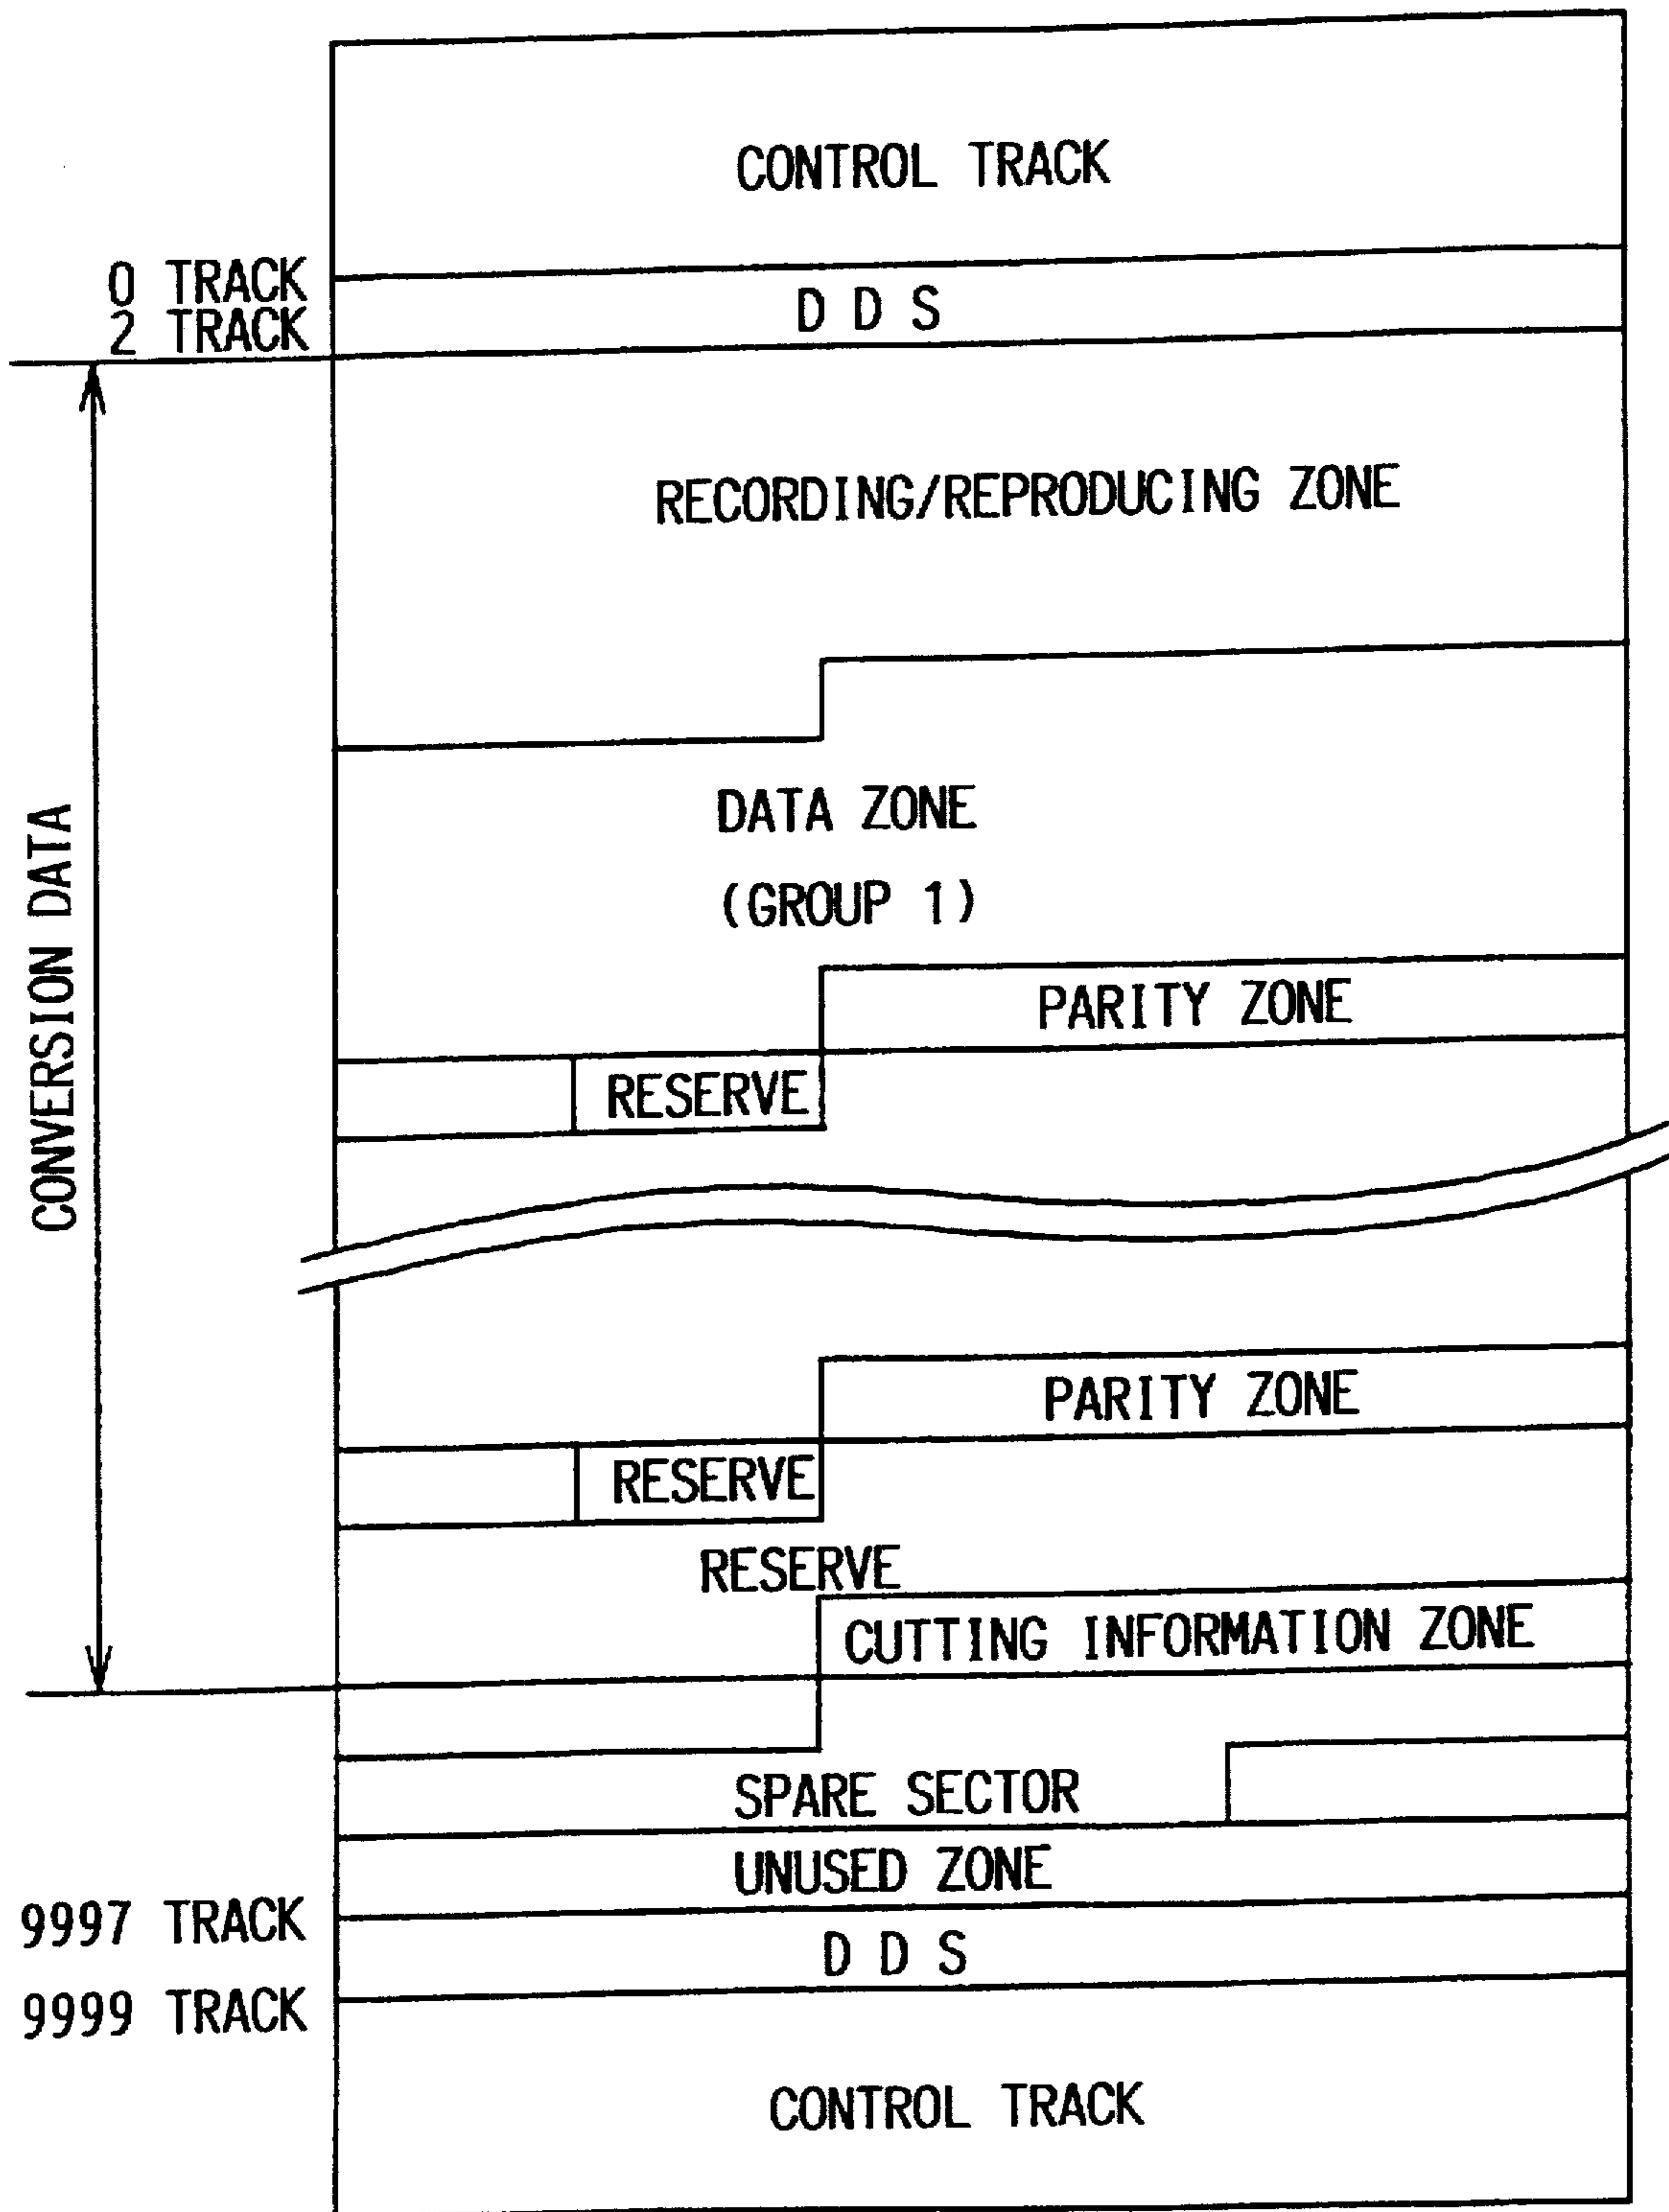 CONTROL TRACK
0 TRACK
D D S
2 TRACK
RECORDING/REPRODUCING ZONE
DATA ZONE
(GROUP 1)
PARITY ZONE
RESERVE
CONVERSION DATA
PARITY ZONE
RESERVE
RESERVE
CUTTING INFORMATION ZONE
SPARE SECTOR
UNUSED ZONE
9997 TRACK
D D S
9999 TRACK
CONTROL TRACK